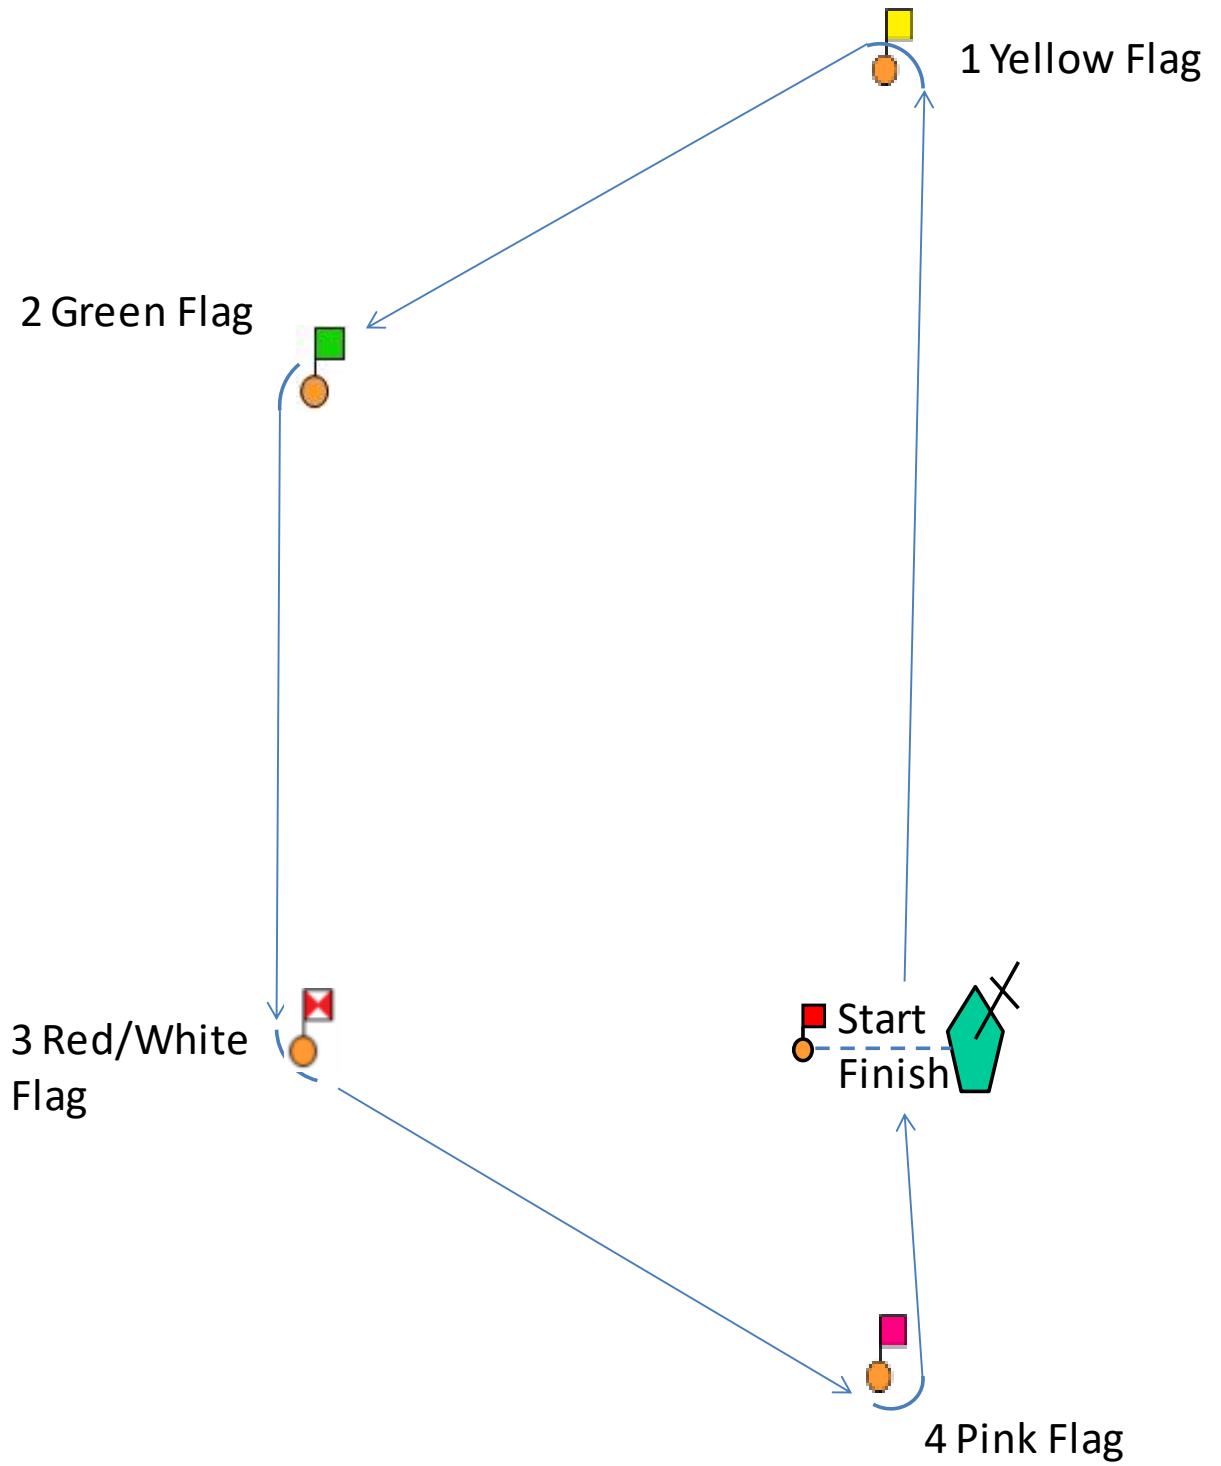 1 Yellow Flag
2 Green Flag
3 Red/White
Flag
Start
Finish
4 Pink Flag